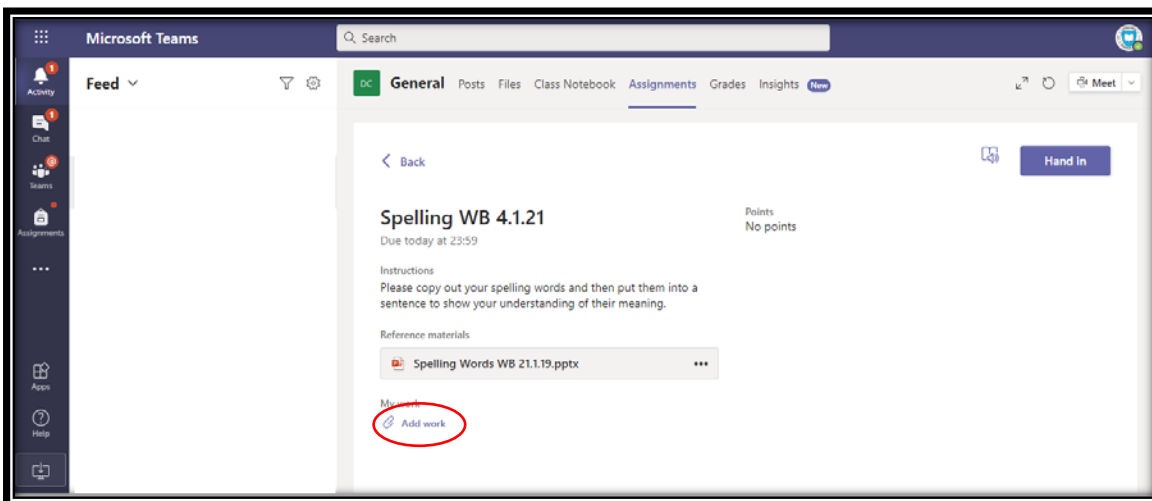 Microsoft Teams
Search
1
Activity
Feed
DC
General Posts Files Class Notebook Assignments Grades Insights New
Meet
1
Chat
@
Teams
Assignments
Back
Hand in
Spelling WB 4.1.21
Due today at 23:59
Points
No points
Instructions
Please copy out your spelling words and then put them into a
sentence to show your understanding of their meaning.
Reference materials
Spelling Words WB 21.1.19.pptx
Apps
My work
Add work
Help